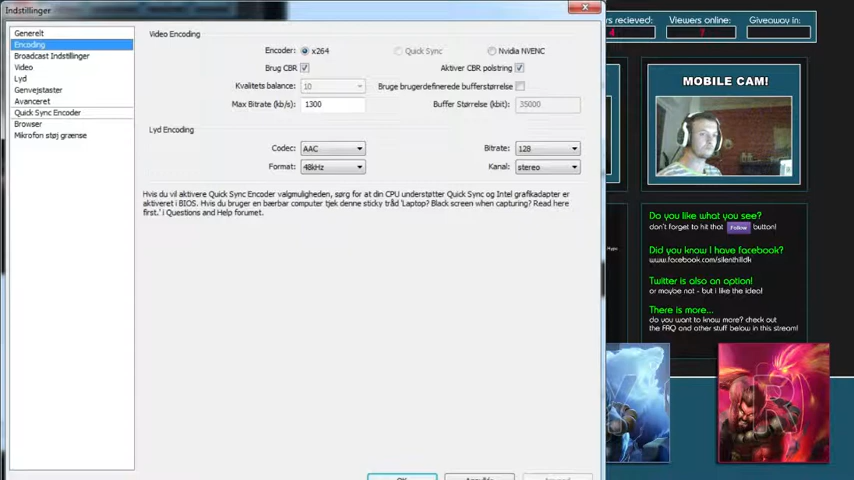 Indstillinger
Generelt
Encoding
Broadcast Indstillinger
Video
Lyd
Genvejstaster
Avanceret
Quick Sync Encoder
Browser
Mikrofon støj grænse
Video Encoding
Encoder: x264 Quick Sync Nvidia NVENC
Brug CBR Aktiver CBR polstring
Kvalitets balance: 10 Bruge brugerdefinerede bufferstørrelse
Max Bitrate (kb/s): 1300 Buffer Størrelse (kbit): 35000
Lyd Encoding
Codec: AAC Bitrate: 128
Format: 48kHz Kanal: stereo
Hvis du vil aktivere Quick Sync Encoder valgmuligheden, sørg for at din CPU understøtter Quick Sync og Intel grafikadapter er
aktiveret i BIOS. Hvis du bruger en bærbar computer tjek denne sticky tråd 'Laptop? Black screen when capturing? Read here
first.' i Questions and Help forumet.
recieved: Viewers online: Giveaway in:
4 7
MOBILE CAM!
Do you like what you see?
don't forget to hit that Follow button!
Did you know I have facebook?
www.facebook.com/silenthilldk
Twitter is also an option!
or maybe not - but i like the idea!
There is more...
do you want to know more? check out
the FAQ and other stuff below in this stream!